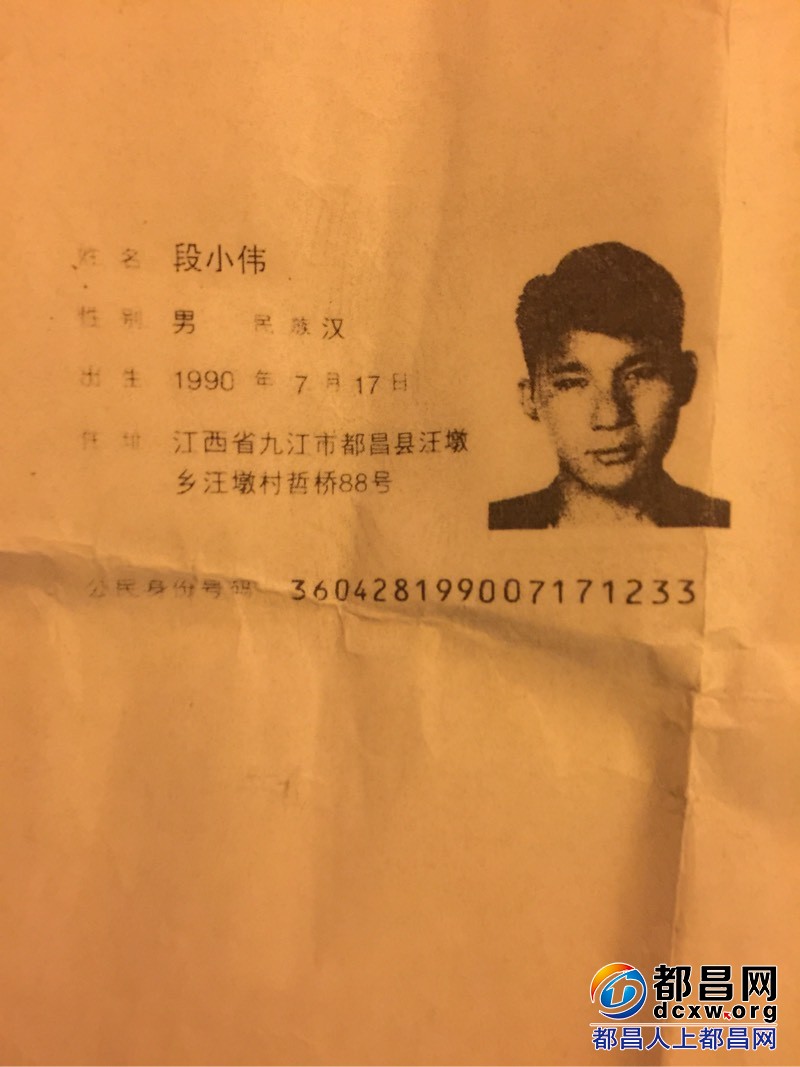 姓名 段小伟
性别 男 民族 汉
出生 1990 年 7 月 17 日
住址 江西省九江市都昌县汪墩
乡汪墩村哲桥88号
公民身份号码 360428199007171233
都昌网
dcxw.org
都昌人上都昌网